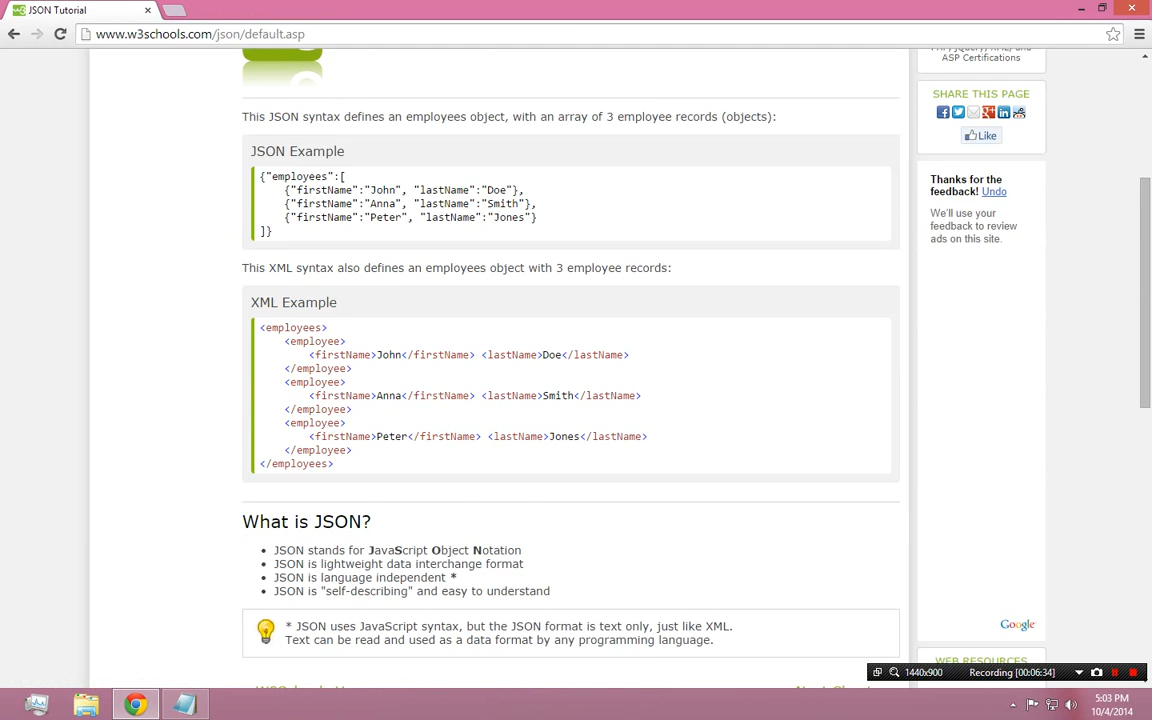 JSON Tutorial
www.w3schools.com/json/default.asp
ASP Certifications
SHARE THIS PAGE
Like
This JSON syntax defines an employees object, with an array of 3 employee records (objects):
JSON Example
{"employees":[
{"firstName":"John", "lastName":"Doe"},
{"firstName":"Anna", "lastName":"Smith"},
{"firstName":"Peter", "lastName":"Jones"}
]}
Thanks for the
feedback! Undo
We'll use your
feedback to review
ads on this site.
This XML syntax also defines an employees object with 3 employee records:
XML Example
<employees>
<employee>
<firstName>John</firstName> <lastName>Doe</lastName>
</employee>
<employee>
<firstName>Anna</firstName> <lastName>Smith</lastName>
</employee>
<employee>
<firstName>Peter</firstName> <lastName>Jones</lastName>
</employee>
</employees>
What is JSON?
JSON stands for JavaScript Object Notation
JSON is lightweight data interchange format
JSON is language independent *
JSON is "self-describing" and easy to understand
* JSON uses JavaScript syntax, but the JSON format is text only, just like XML.
Text can be read and used as a data format by any programming language.
Google
WEB RESOURCES
1440x900
Recording [00:06:34]
5:03 PM
10/4/2014